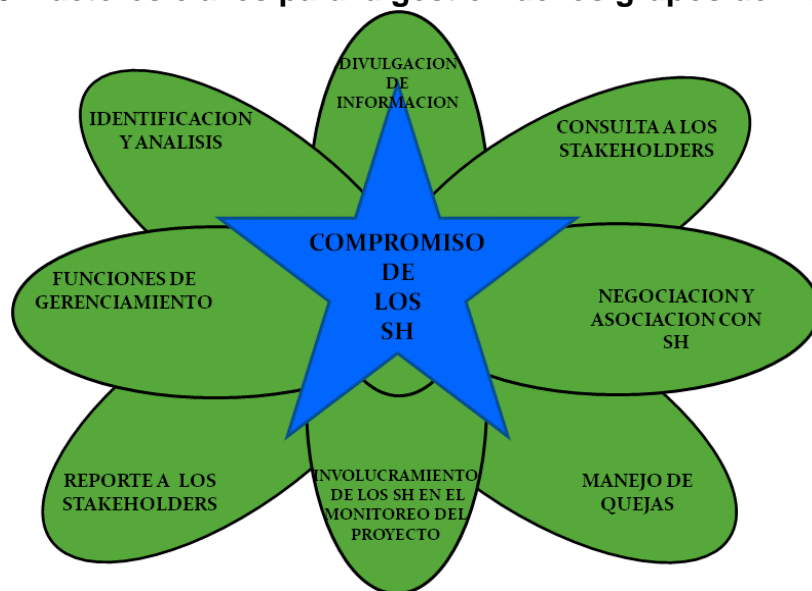 DIVULGACION
DE
INFORMACION
IDENTIFICACION
Y ANALISIS
CONSULTA A LOS
STAKEHOLDERS
COMPROMISO
DE
LOS
SH
FUNCIONES DE
GERENCIAMIENTO
NEGOCIACION Y
ASOCIACION CON
SH
REPORTE A LOS
STAKEHOLDERS
INVOLUCRAMIENTO
DE LOS SH EN EL
MONITOREO DEL
PROYECTO
MANEJO DE
QUEJAS